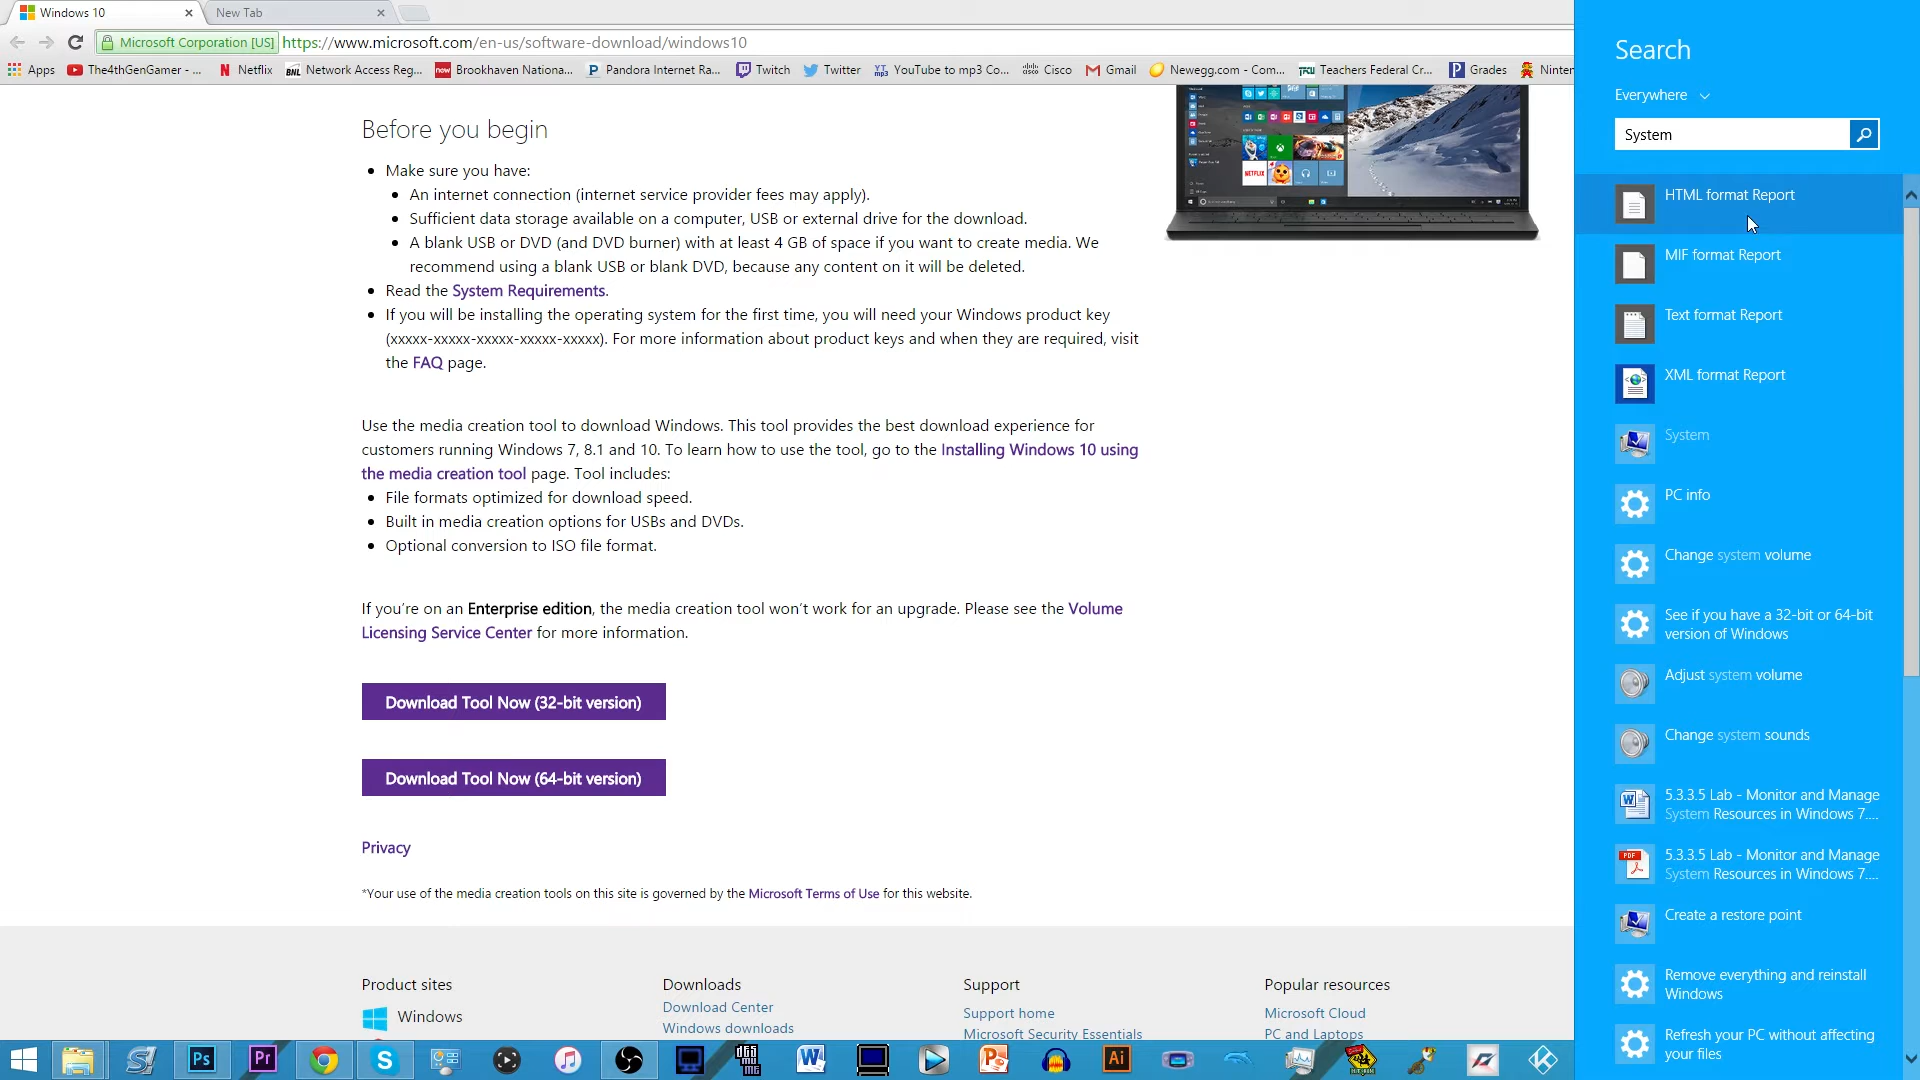 Windows 10
New Tab
Microsoft Corporation [US] https://www.microsoft.com/en-us/software-download/windows10
Apps The4thGenGamer - ... Netflix BNL Network Access Reg... now Brookhaven Nationa... P Pandora Internet Ra... Twitch Twitter YT mp3 YouTube to mp3 Co... Cisco Gmail Newegg.com - Com... TFCU Teachers Federal Cr... P Grades Ninten
Before you begin
Make sure you have:
An internet connection (internet service provider fees may apply).
Sufficient data storage available on a computer, USB or external drive for the download.
A blank USB or DVD (and DVD burner) with at least 4 GB of space if you want to create media. We
recommend using a blank USB or blank DVD, because any content on it will be deleted.
Read the System Requirements.
If you will be installing the operating system for the first time, you will need your Windows product key
(xxxxx-xxxxx-xxxxx-xxxxx-xxxxx). For more information about product keys and when they are required, visit
the FAQ page.
NETFLIX
Use the media creation tool to download Windows. This tool provides the best download experience for
customers running Windows 7, 8.1 and 10. To learn how to use the tool, go to the Installing Windows 10 using
the media creation tool page. Tool includes:
File formats optimized for download speed.
Built in media creation options for USBs and DVDs.
Optional conversion to ISO file format.
If you're on an Enterprise edition, the media creation tool won't work for an upgrade. Please see the Volume
Licensing Service Center for more information.
Download Tool Now (32-bit version)
Download Tool Now (64-bit version)
Privacy
*Your use of the media creation tools on this site is governed by the Microsoft Terms of Use for this website.
Product sites
Windows
Downloads
Download Center
Windows downloads
Support
Support home
Microsoft Security Essentials
Popular resources
Microsoft Cloud
PC and Laptops
Search
Everywhere
System
HTML format Report
MIF format Report
Text format Report
XML format Report
System
PC info
Change system volume
See if you have a 32-bit or 64-bit
version of Windows
Adjust system volume
Change system sounds
5.3.3.5 Lab - Monitor and Manage
System Resources in Windows 7....
PDF
5.3.3.5 Lab - Monitor and Manage
System Resources in Windows 7....
Create a restore point
Remove everything and reinstall
Windows
Refresh your PC without affecting
your files
Ps
Pr
Ai